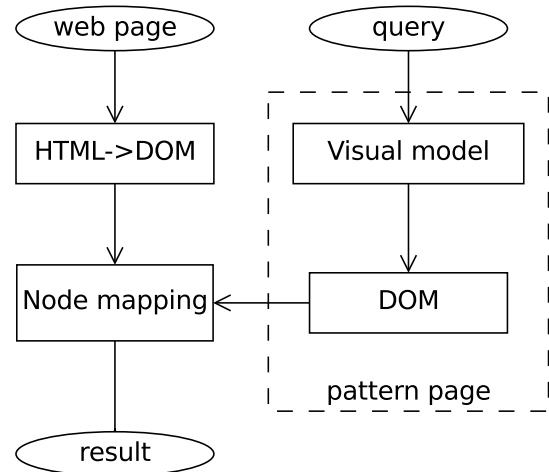 web page
query
HTML->DOM
Visual model
Node mapping
DOM
pattern page
result